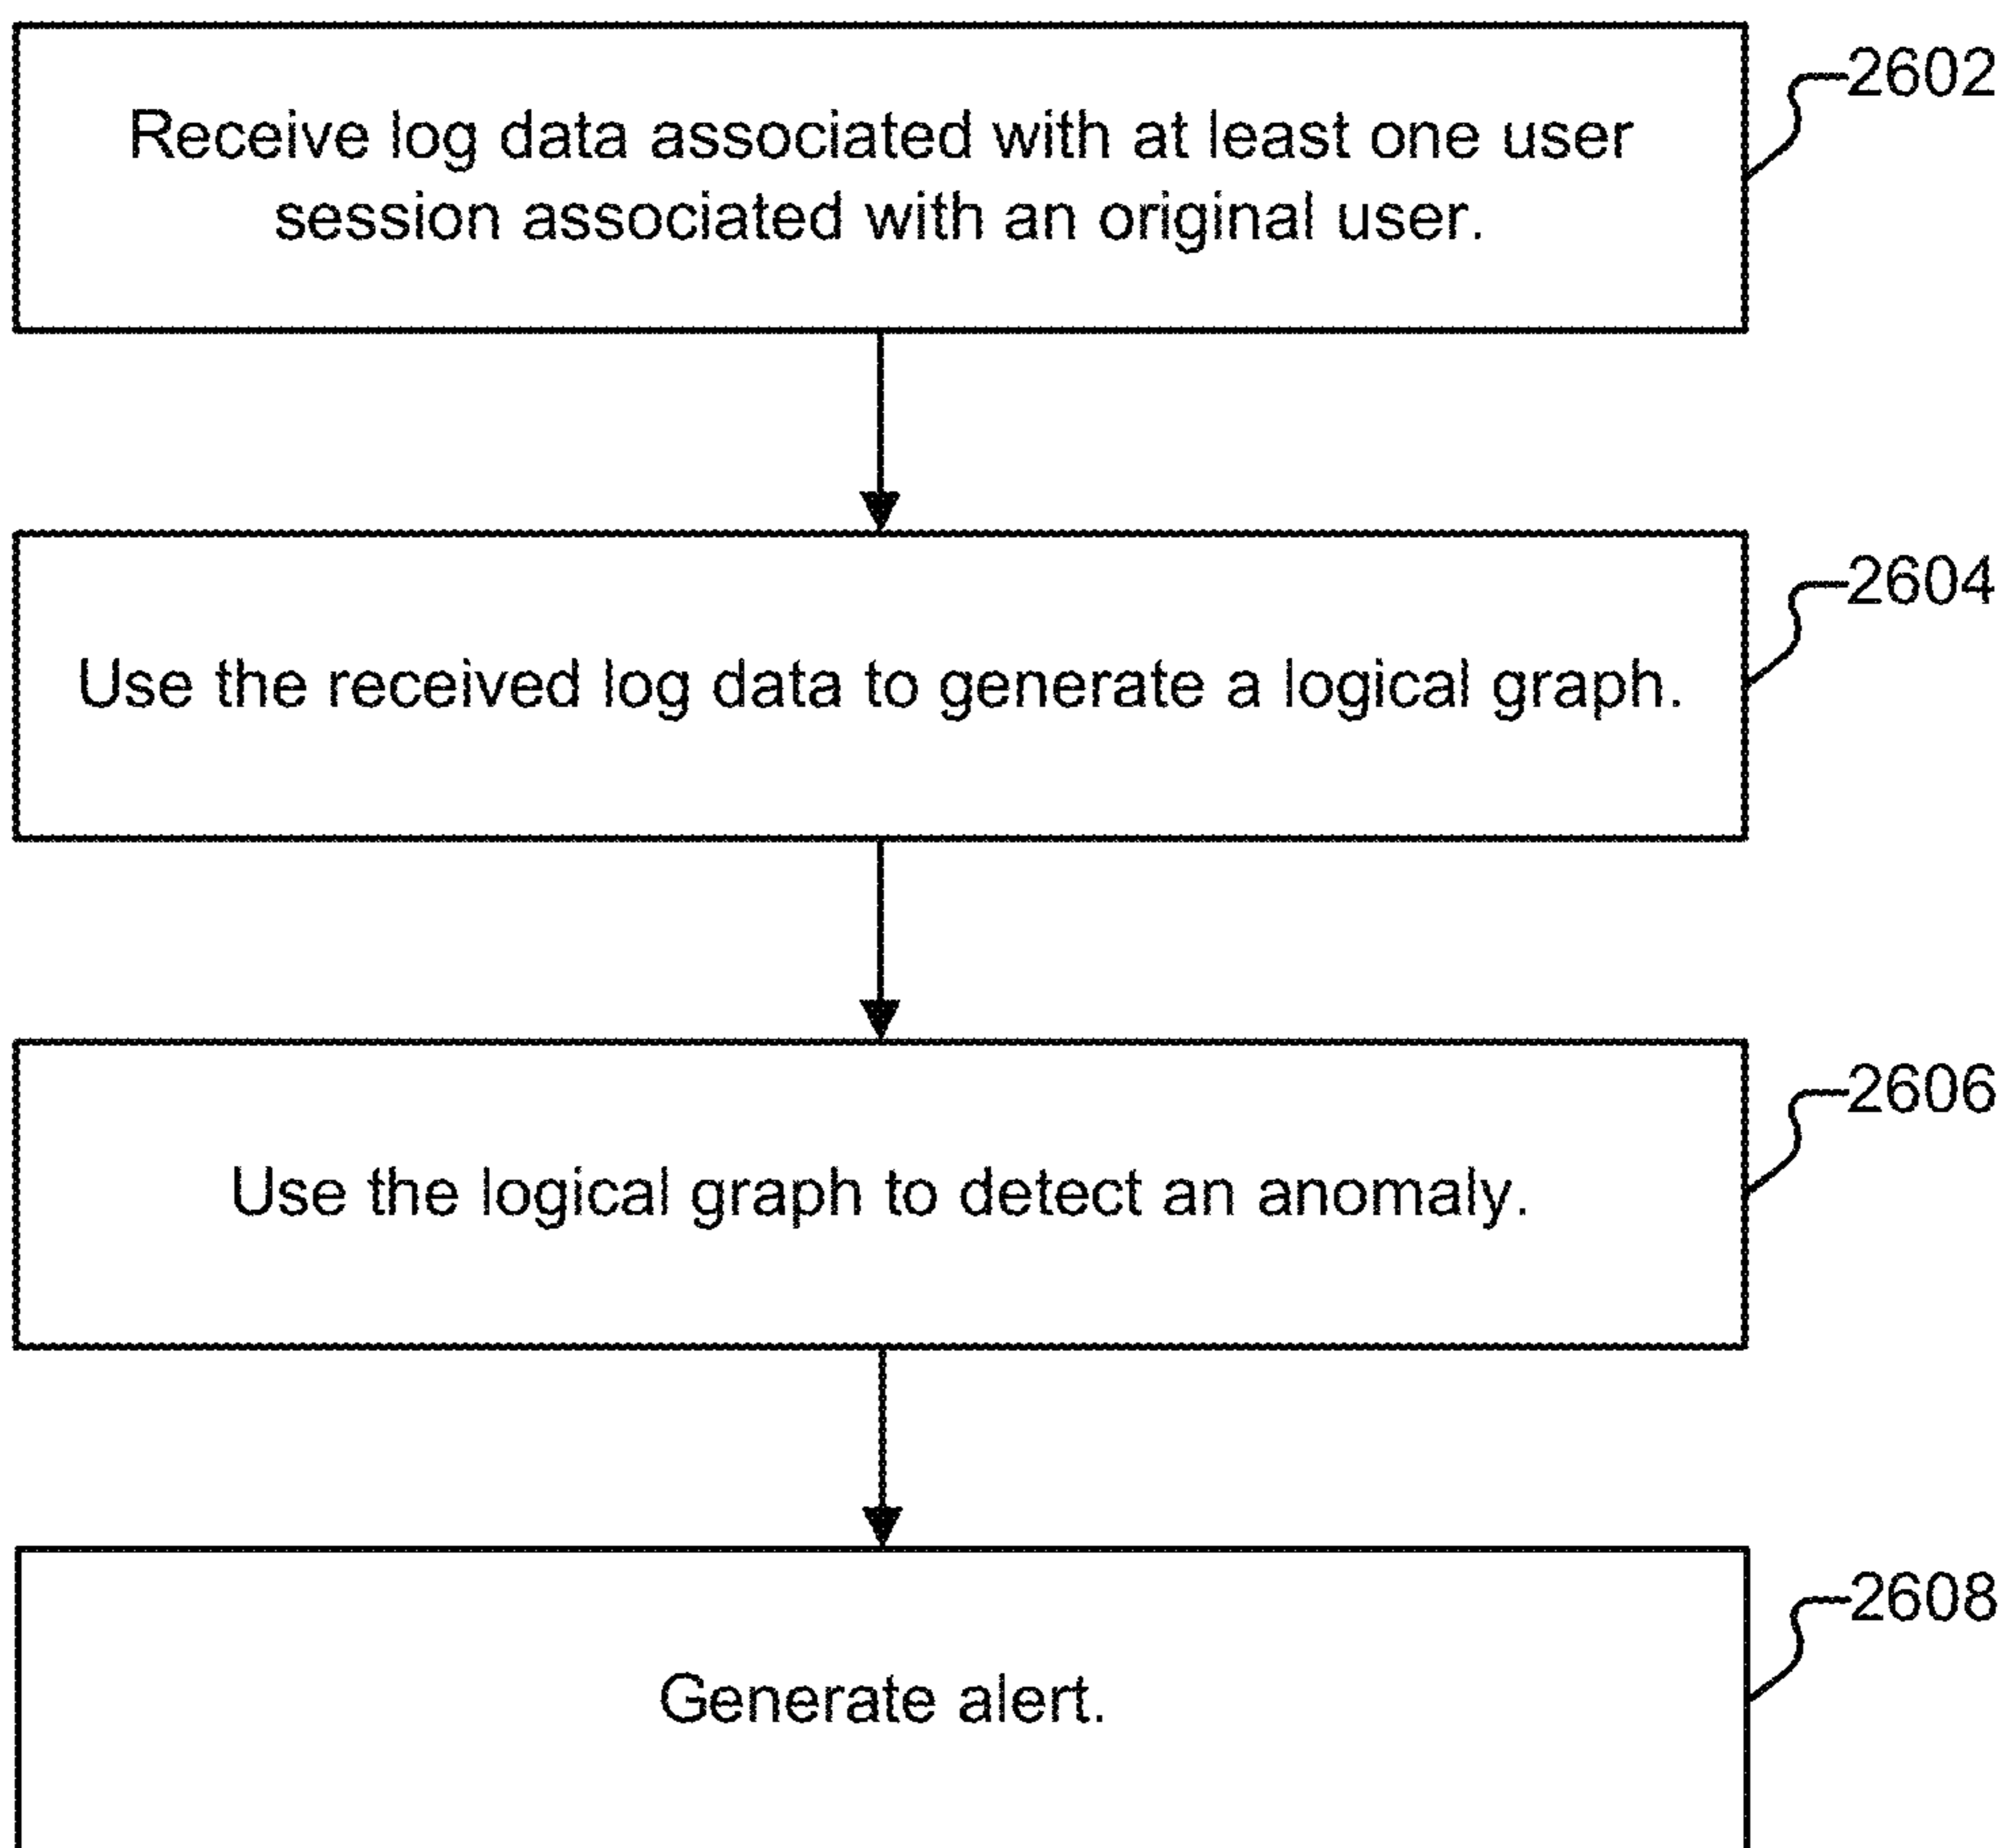 2602
Receive log data associated with at least one user
session associated with an original user.
2604
Use the received log data to generate a logical graph.
2606
Use the logical graph to detect an anomaly.
2608
Generate alert.